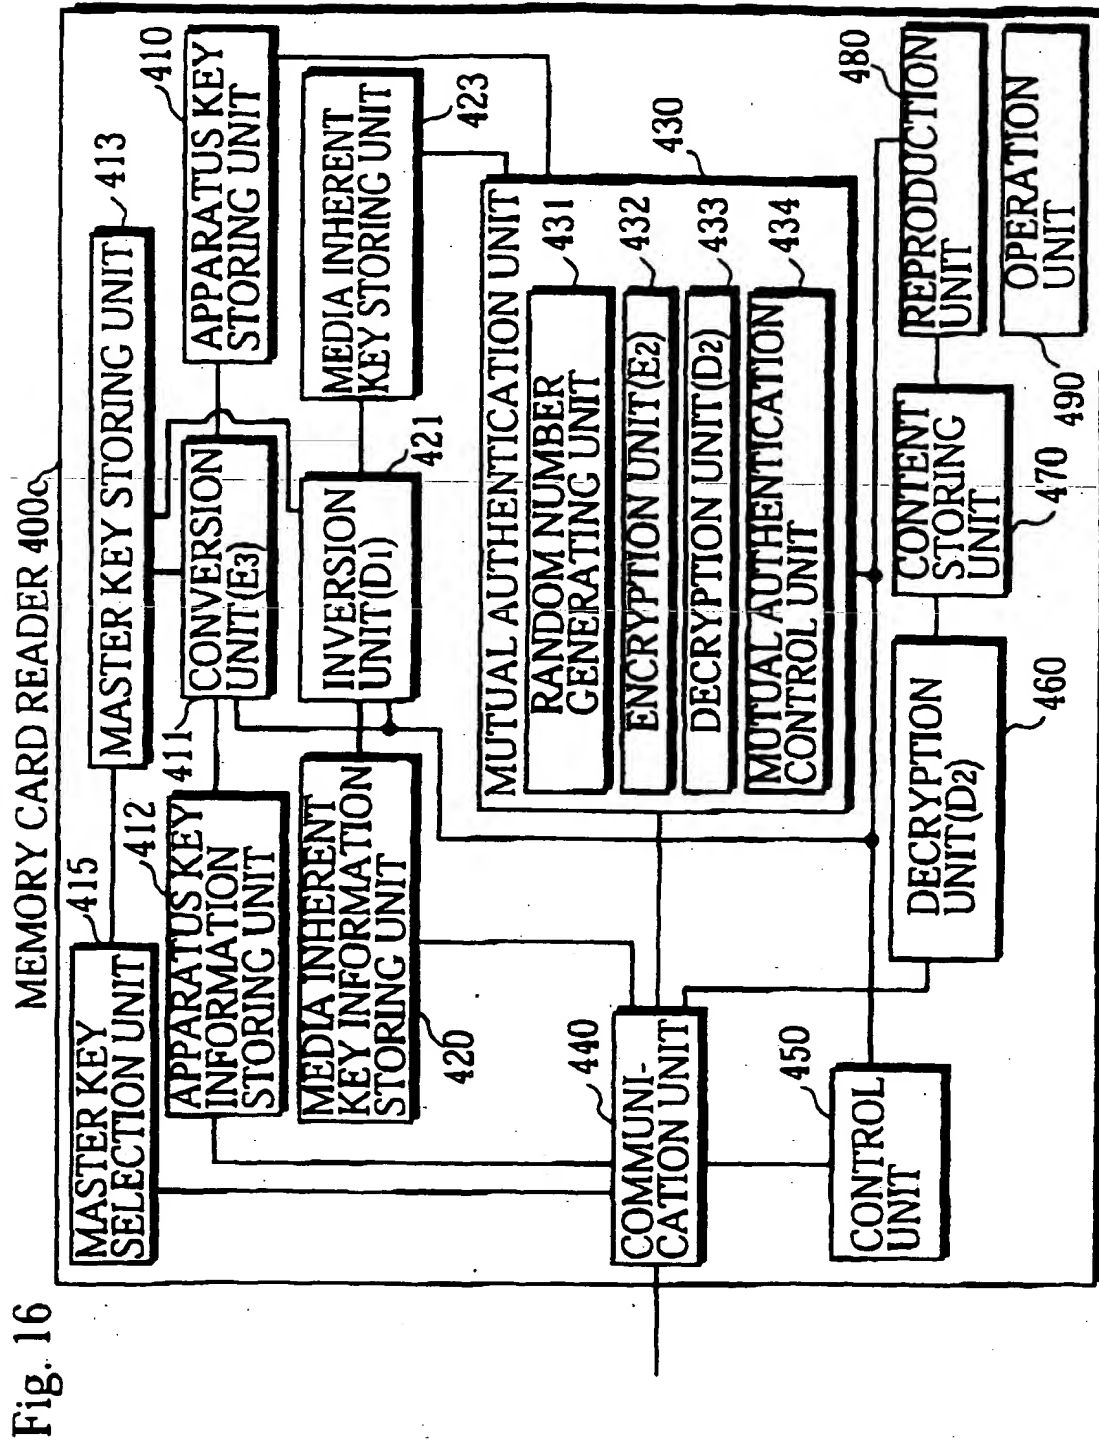 Fig. 16
MEMORY CARD READER 400c
MASTER KEY
SELECTION UNIT
415
MASTER KEY STORING UNIT
413
APPARATUS KEY
INFORMATION
STORING UNIT
412
411
CONVERSION
UNIT(E3)
APPARATUS KEY
STORING UNIT
410
MEDIA INHERENT
KEY INFORMATION
STORING UNIT
420
INVERSION
UNIT(D1)
421
MEDIA INHERENT
KEY STORING UNIT
423
MUTUAL AUTHENTICATION UNIT
430
RANDOM NUMBER
GENERATING UNIT
431
ENCRYPTION UNIT(E2)
432
DECRYPTION UNIT(D2)
433
MUTUAL AUTHENTICATION
CONTROL UNIT
434
COMMUNI-
CATION UNIT
440
CONTROL
UNIT
450
DECRYPTION
UNIT(D2)
460
CONTENT
STORING
UNIT
470
REPRODUCTION
UNIT
480
OPERATION
UNIT
490